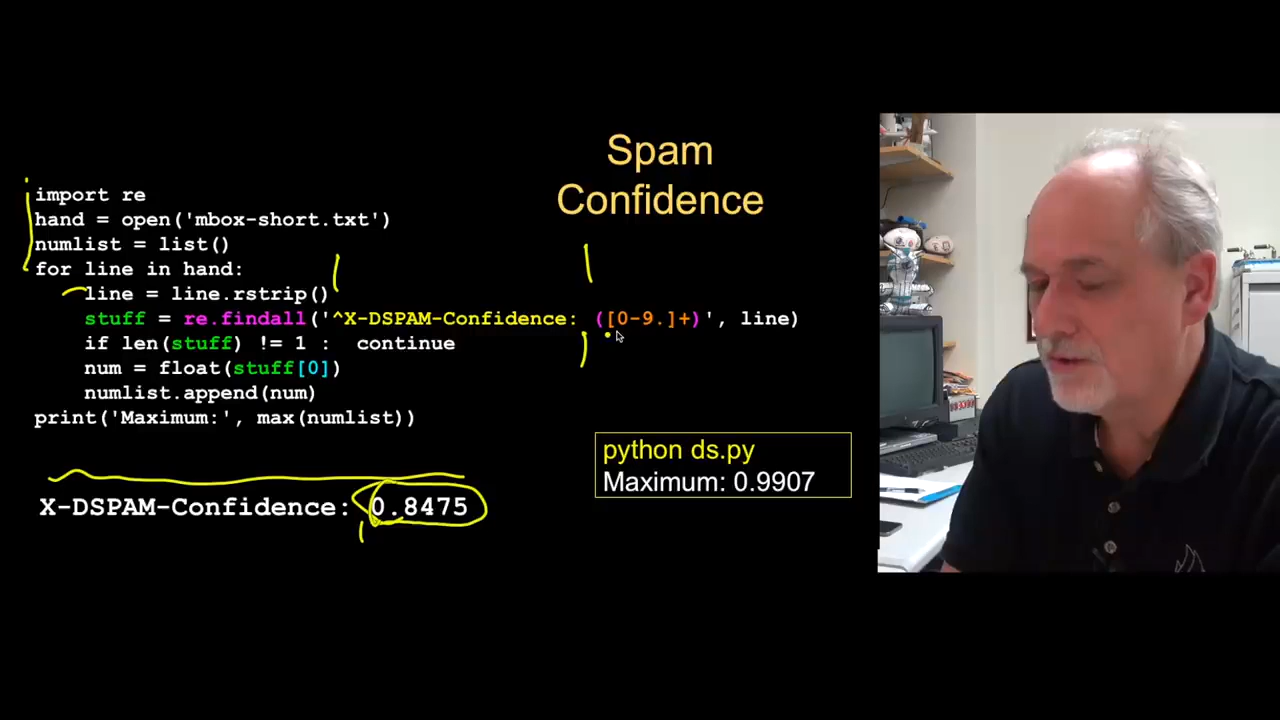 Spam
Confidence
import re
hand = open('mbox-short.txt')
numlist = list()
for line in hand:
line = line.rstrip()
stuff = re.findall('^X-DSPAM-Confidence: ([0-9.]+)', line)
if len(stuff) != 1 : continue
num = float(stuff[0])
numlist.append(num)
print('Maximum:', max(numlist))
python ds.py
Maximum: 0.9907
X-DSPAM-Confidence: 0.8475